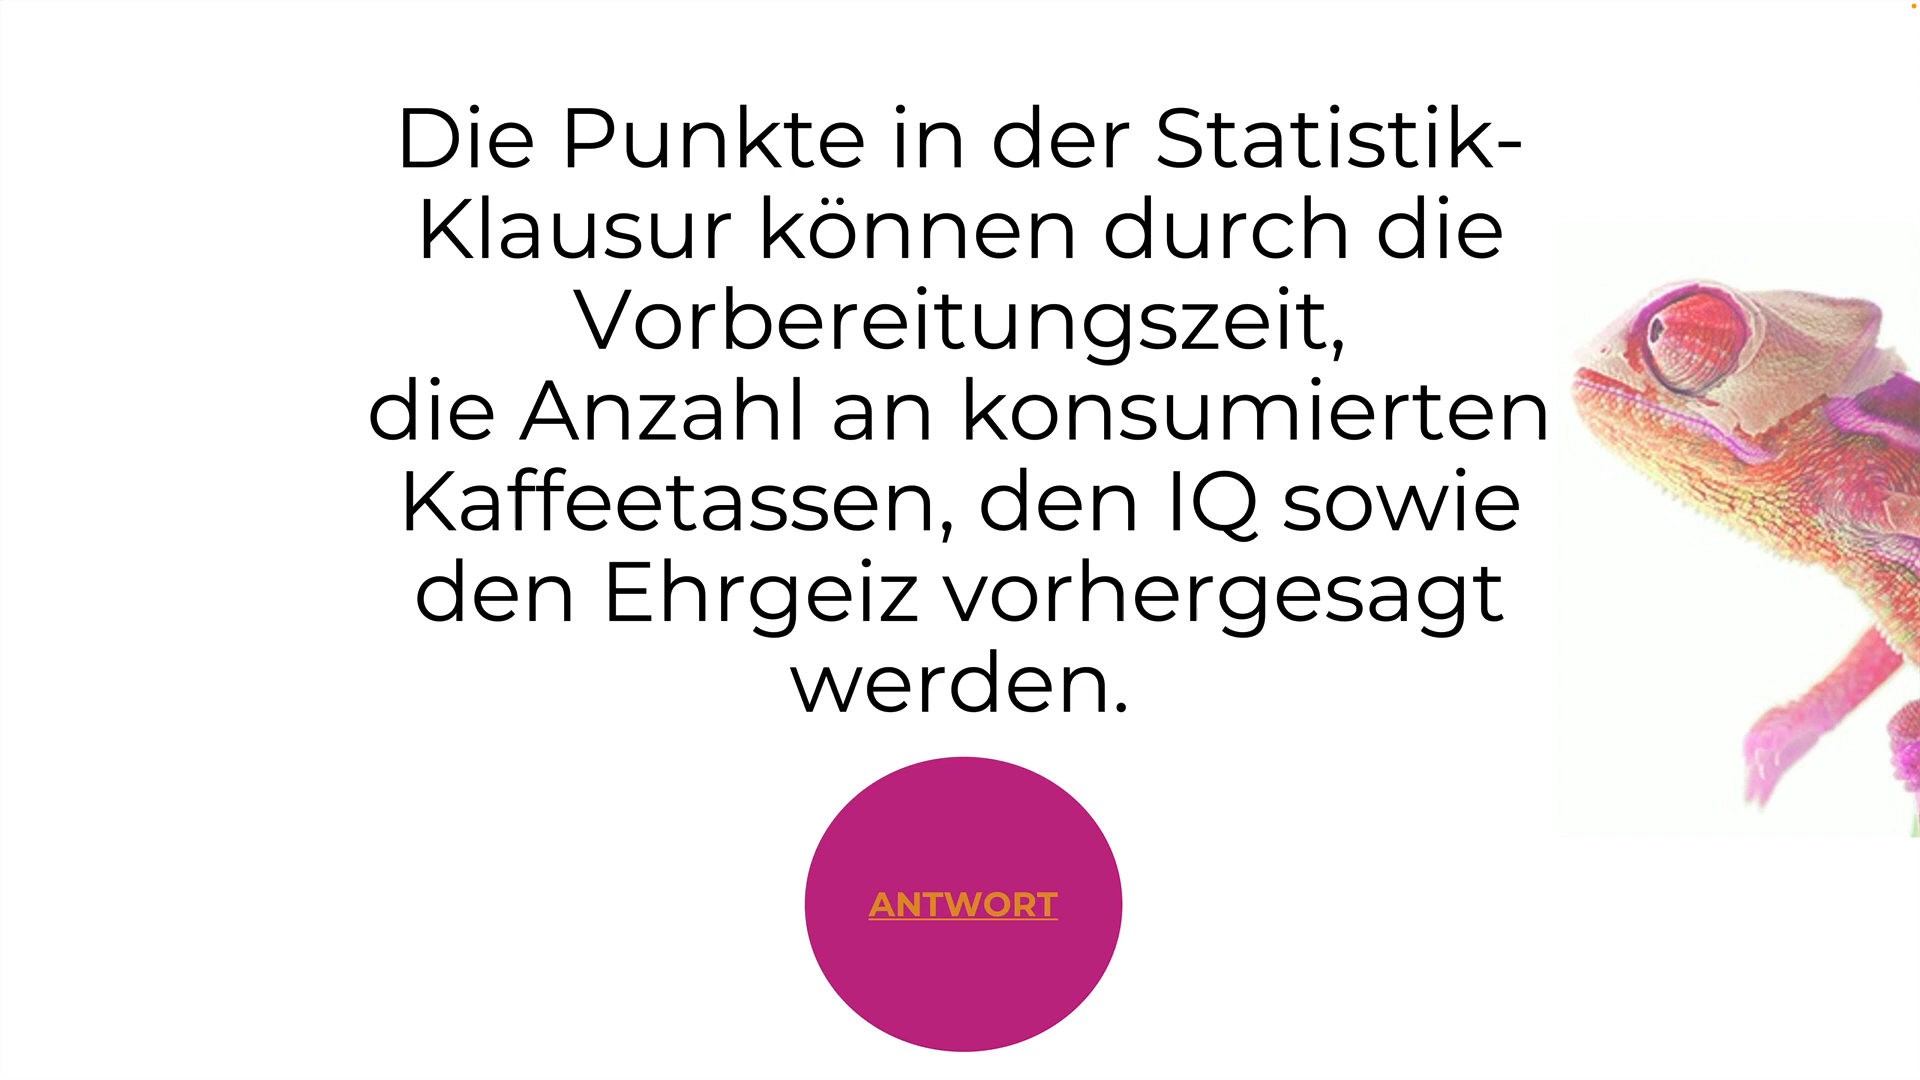 Die Punkte in der Statistik-
Klausur können durch die
Vorbereitungszeit,
die Anzahl an konsumierten
Kaffeetassen, den IQ sowie
den Ehrgeiz vorhergesagt
werden.
ANTWORT